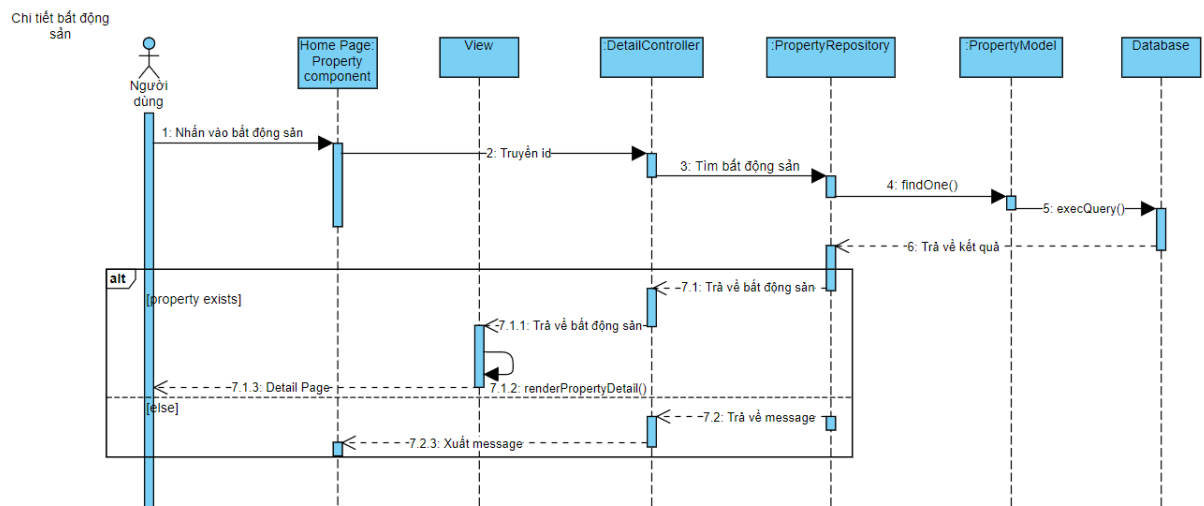 Chi tiết bất động
sản
Người
dùng
Home Page:
Property
component
View
:DetailController
:PropertyRepository
:PropertyModel
Database
1: Nhấn vào bất động sản
2: Truyền id
3: Tìm bất động sản
4: findOne()
5: execQuery()
6: Trả về kết quả
alt
[property exists]
7.1: Trả về bất động sản
7.1.1: Trả về bất động sản
7.1.2: renderPropertyDetail()
7.1.3: Detail Page
[else]
7.2: Trả về message
7.2.3: Xuất message